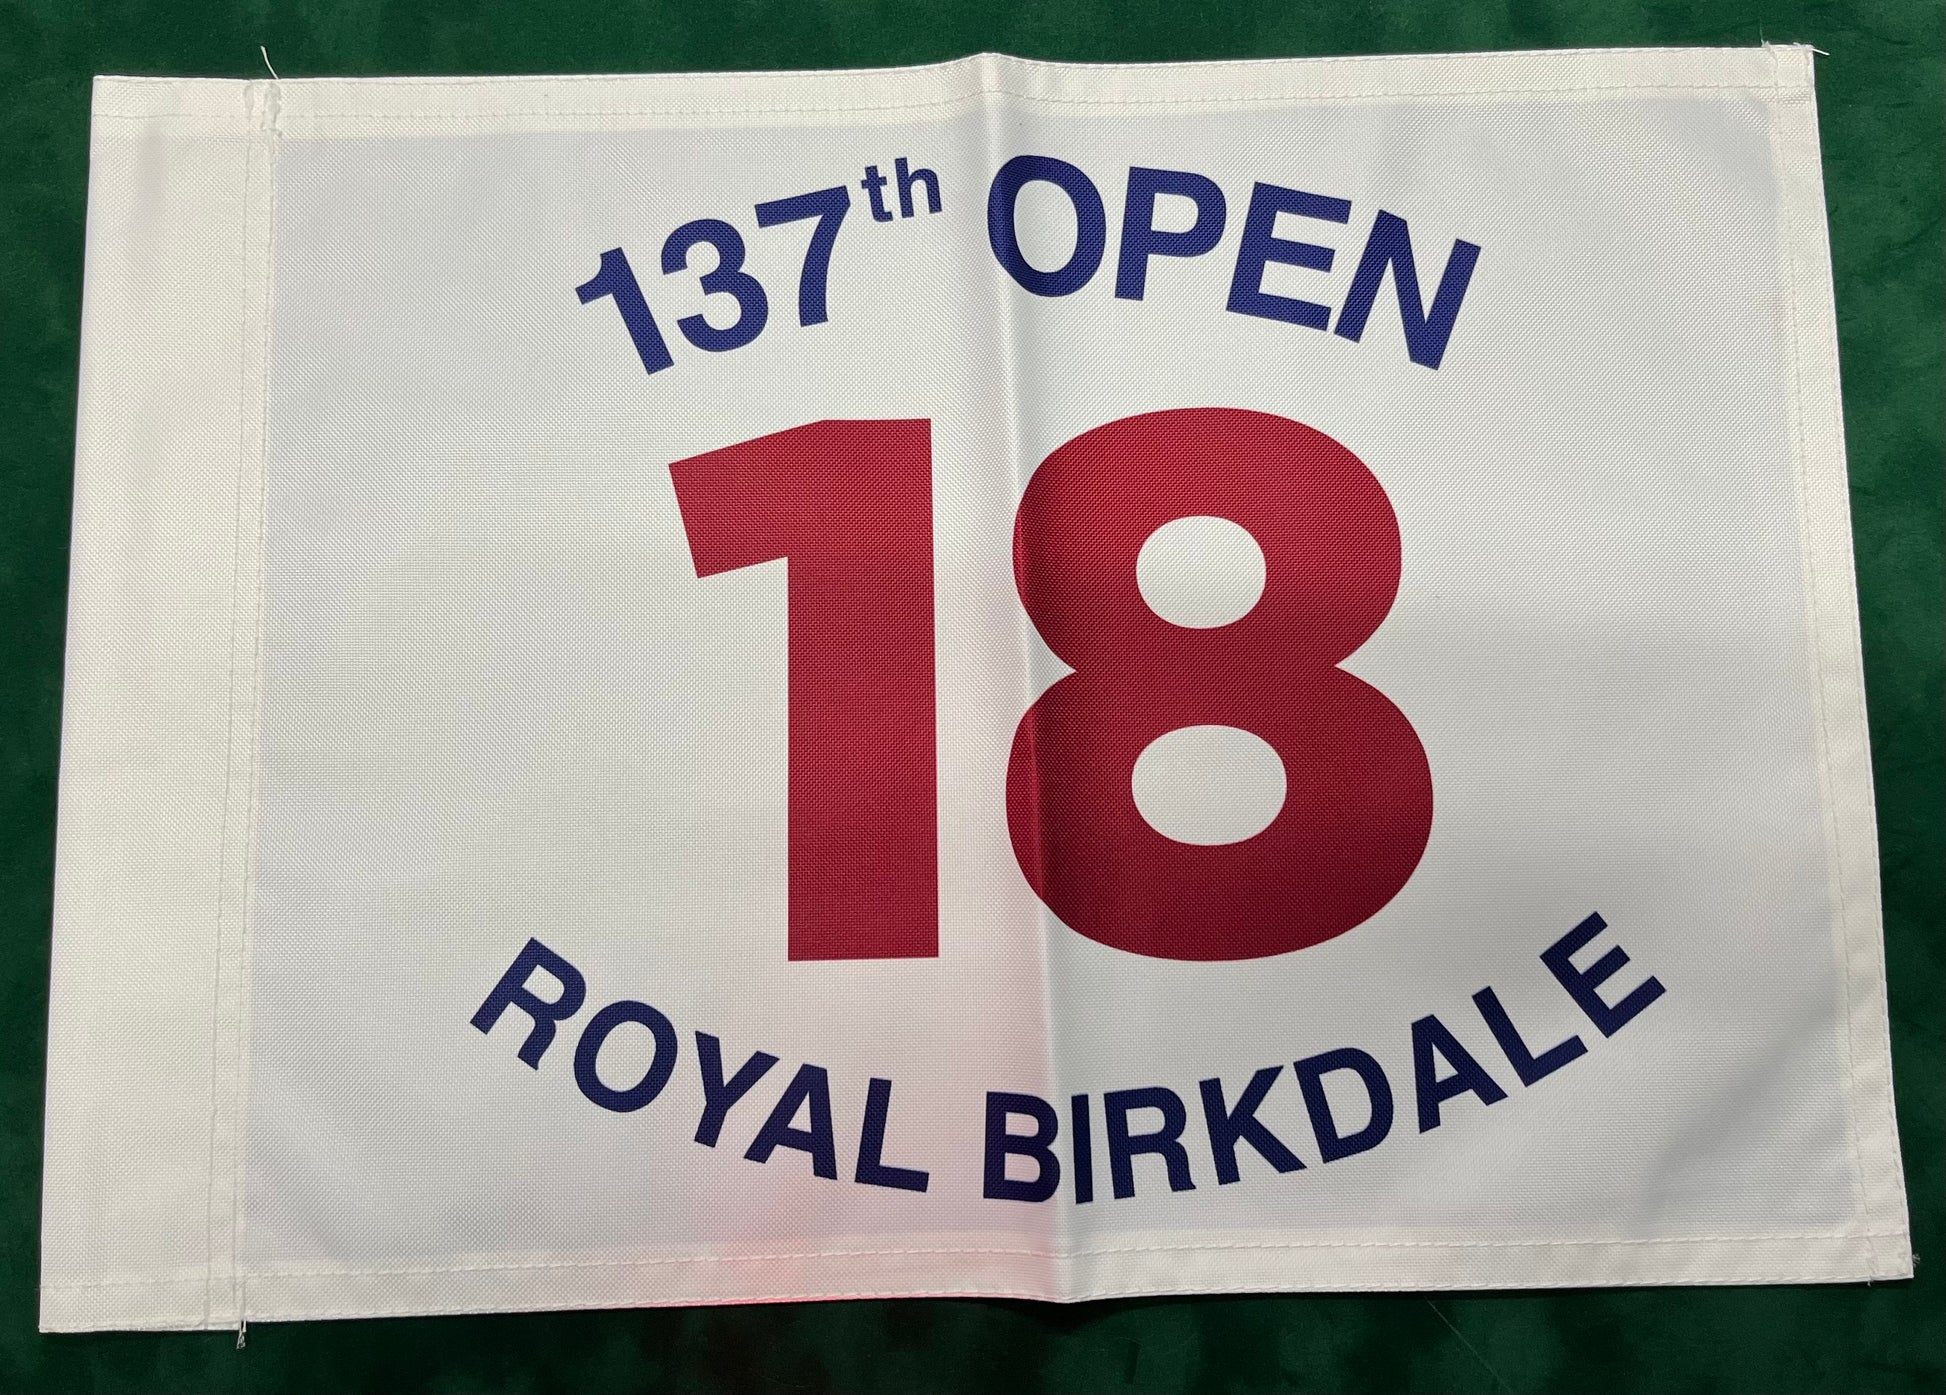 137th OPEN
18
ROYAL BIRKDALE